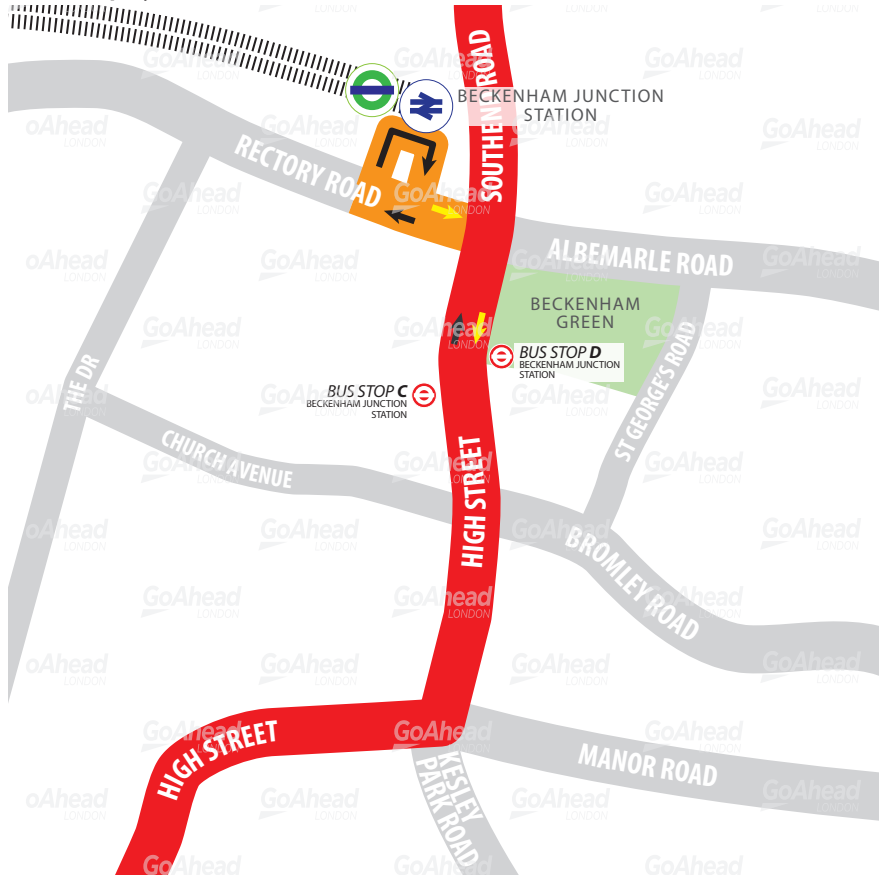 SOUTHEND ROAD
BECKENHAM JUNCTION
STATION
RECTORY ROAD
ALBEMARLE ROAD
BECKENHAM
GREEN
BUS STOP D
BECKENHAM JUNCTION
STATION
BUS STOP C
BECKENHAM JUNCTION
STATION
THE DR
ST GEORGE'S ROAD
CHURCH AVENUE
HIGH STREET
BROMLEY ROAD
HIGH STREET
MANOR ROAD
KESLEY
PARK ROAD
GoAhead
LONDON